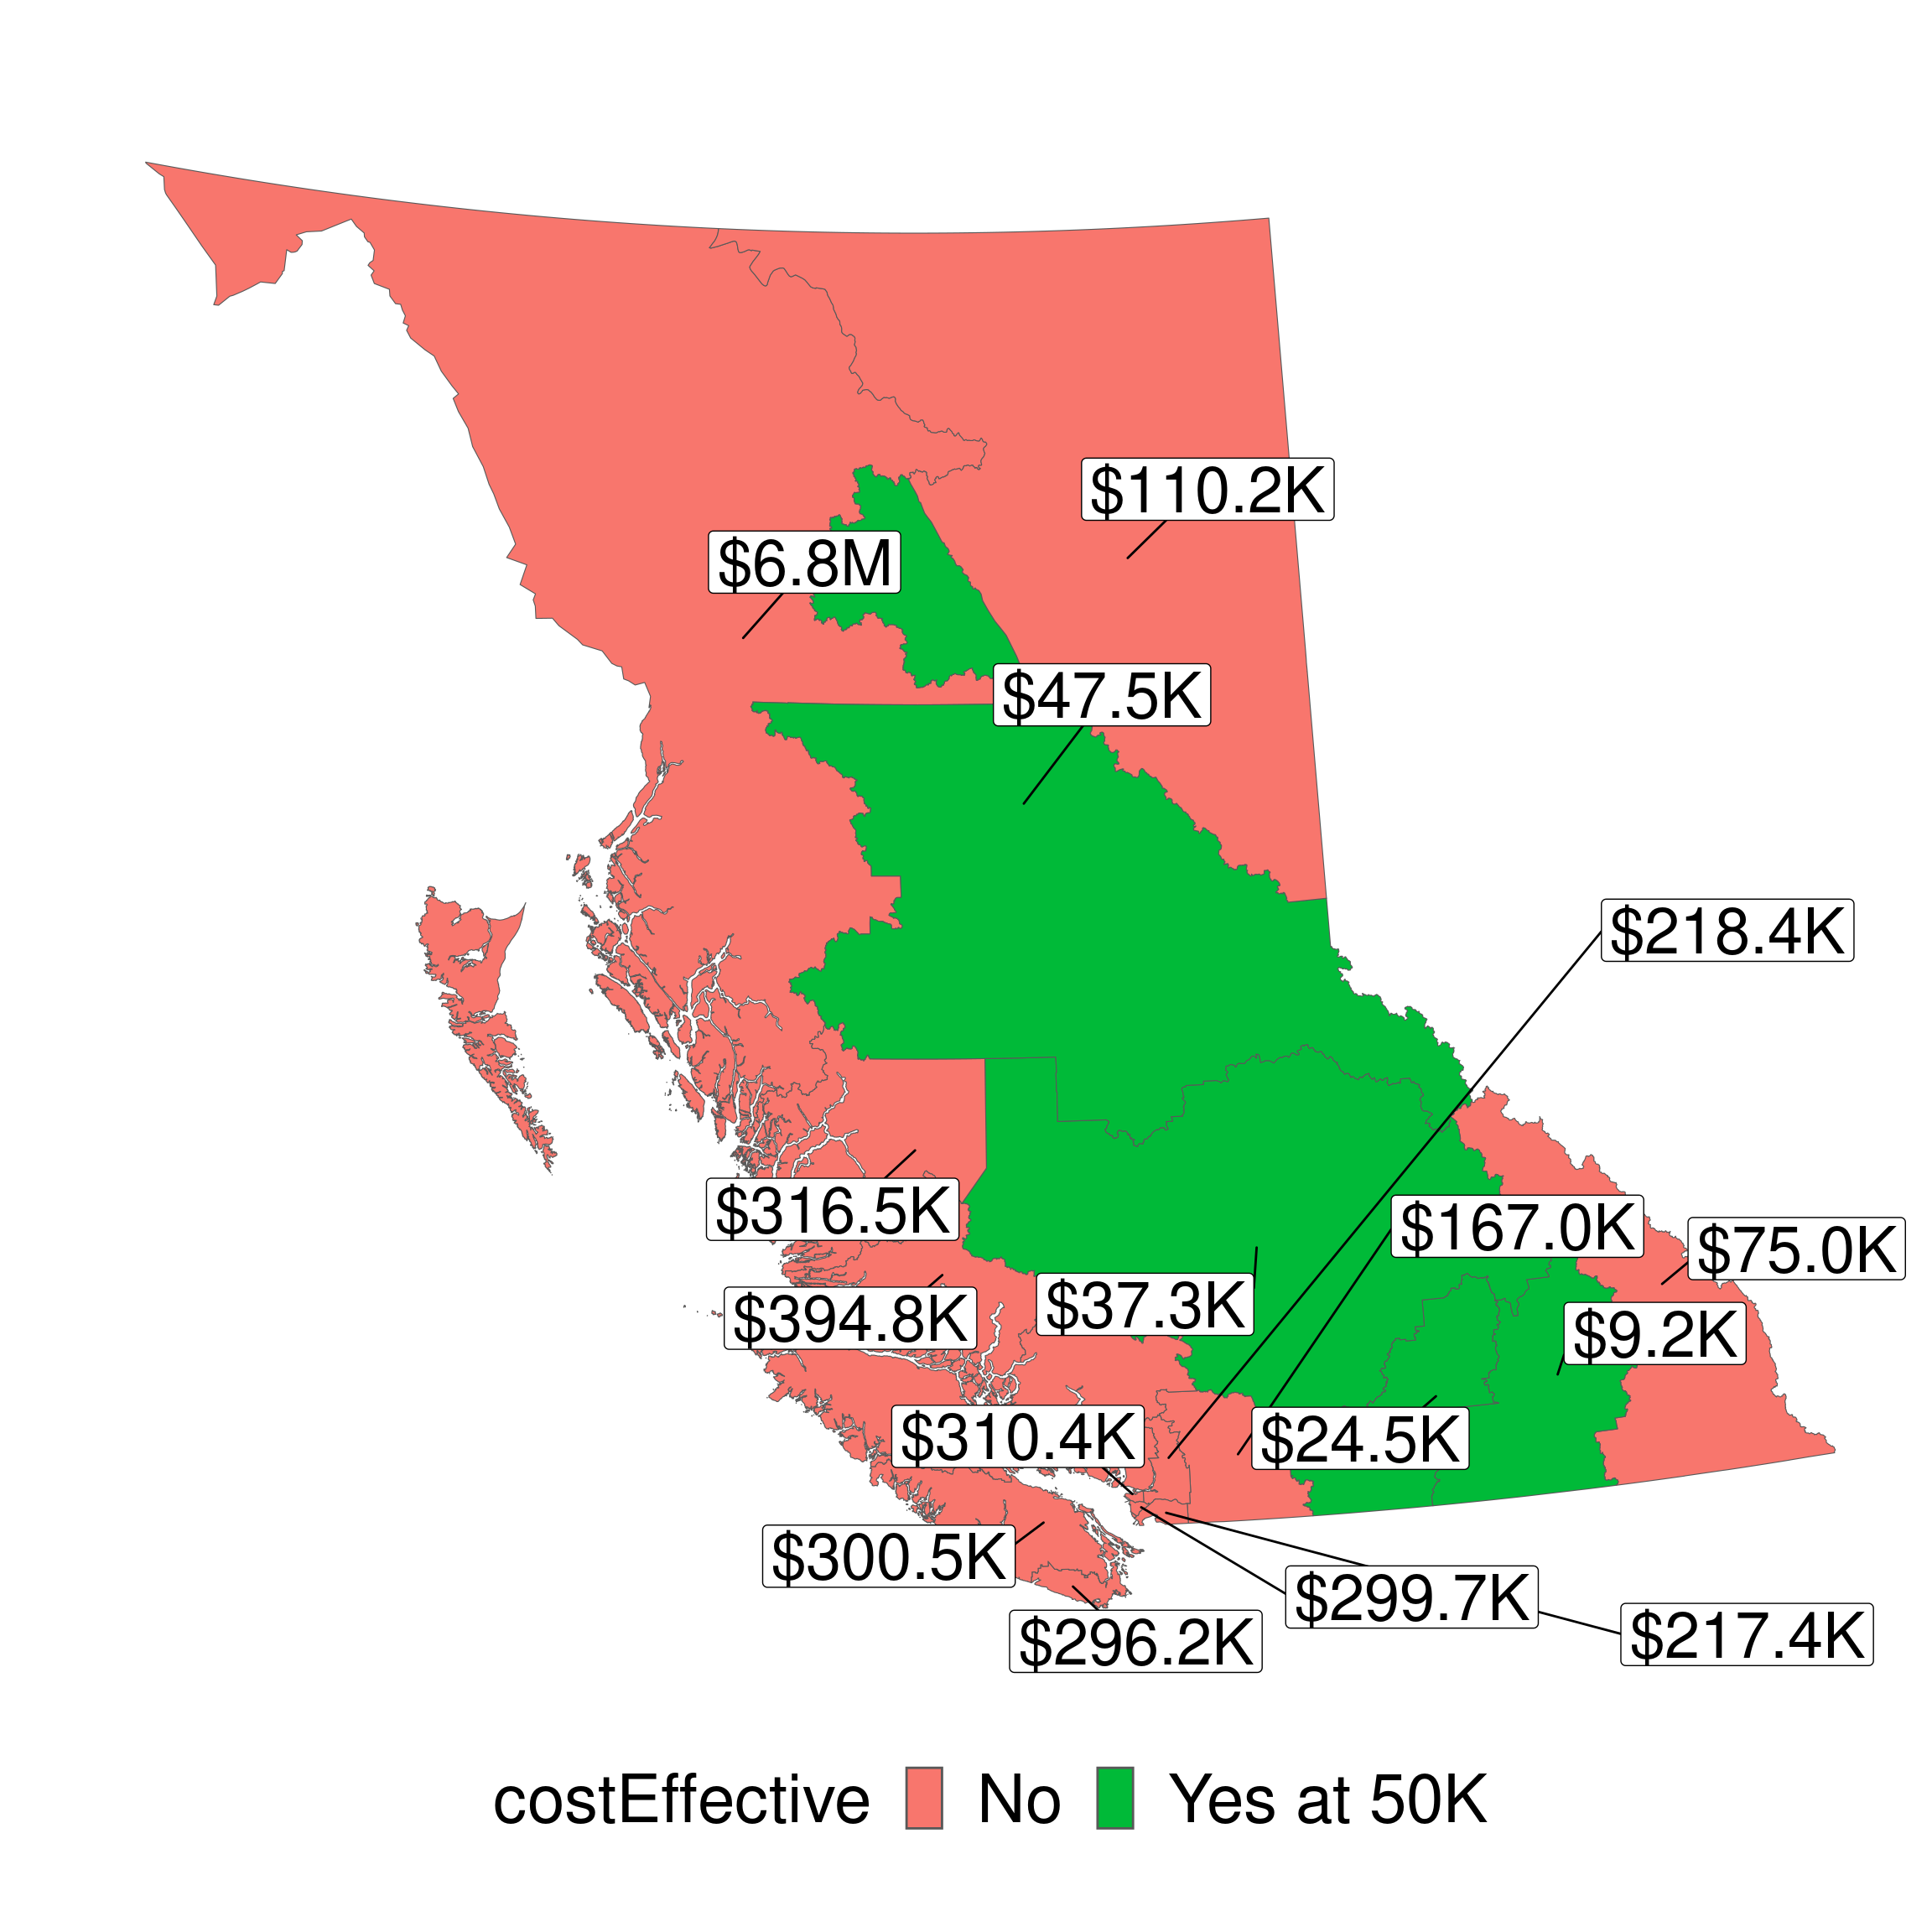 $110.2K
$6.8M
$47.5K
$218.4K
$316.5K
$167.0K
$75.0K
$394.8K
$37.3K
$9.2K
$310.4K
$24.5K
$300.5K
$299.7K
$296.2K
$217.4K
costEffective No Yes at 50K